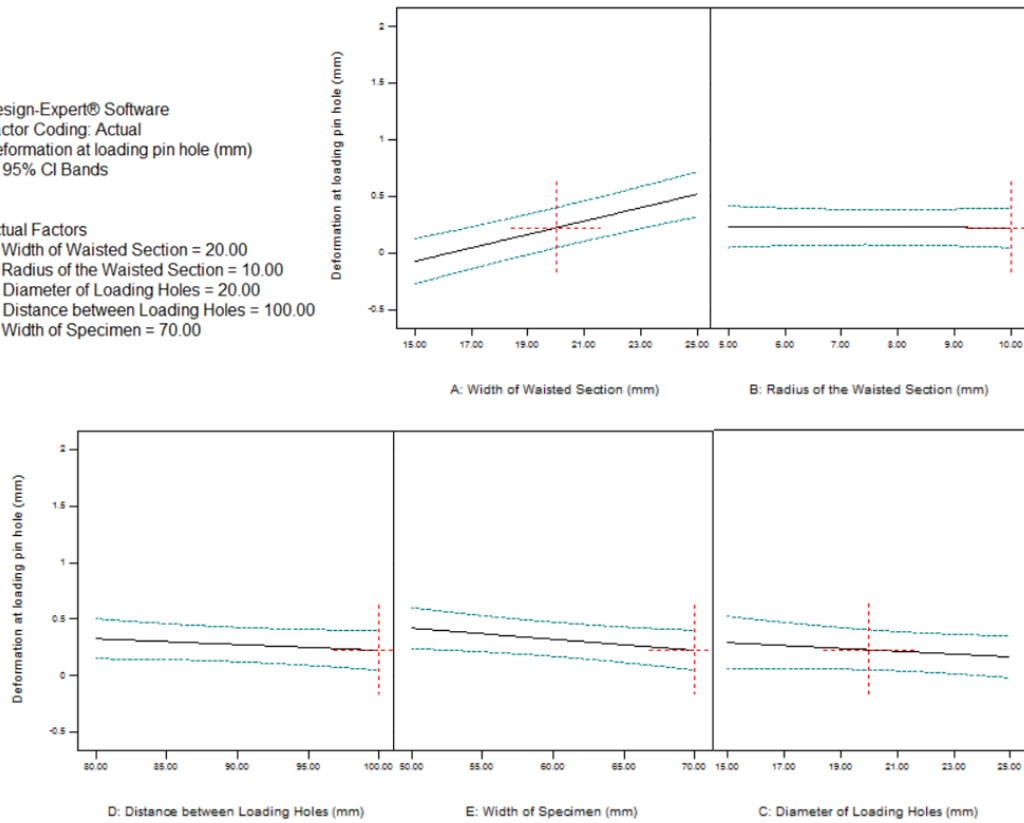 esign-Expert® Software
actor Coding: Actual
eformation at loading pin hole (mm)
95% CI Bands
tual Factors
Width of Waisted Section = 20.00
Radius of the Waisted Section = 10.00
Diameter of Loading Holes = 20.00
Distance between Loading Holes = 100.00
Width of Specimen = 70.00
Deformation at loading pin hole (mm)
2
1.5
1
0.5
0
-0.5
15.00 17.00 19.00 21.00 23.00 25.00 5.00 6.00 7.00 8.00 9.00 10.00
A: Width of Waisted Section (mm) B: Radius of the Waisted Section (mm)
Deformation at loading pin hole (mm)
2
1.5
1
0.5
0
-0.5
80.00 85.00 90.00 95.00 100.00 50.00 55.00 60.00 65.00 70.00 15.00 17.00 19.00 21.00 23.00 25.00
D: Distance between Loading Holes (mm) E: Width of Specimen (mm) C: Diameter of Loading Holes (mm)